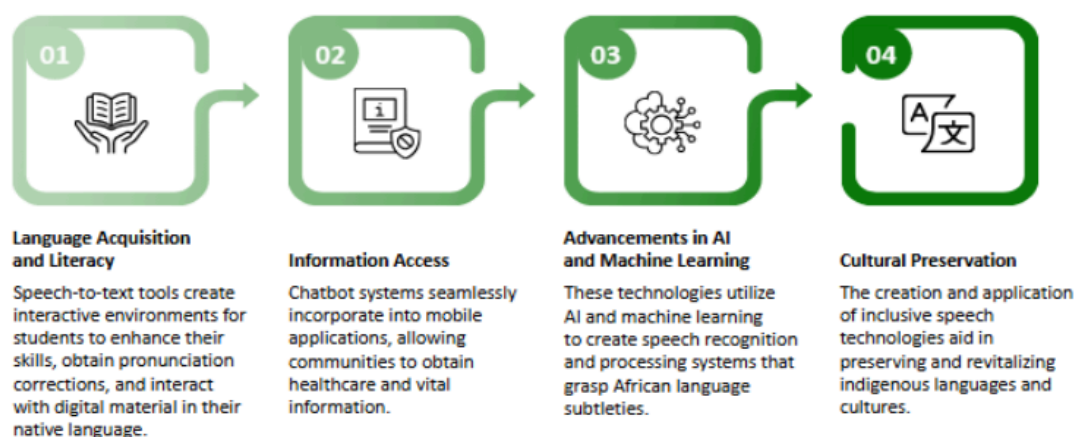 01
02
03
04
Language Acquisition
and Literacy
Speech-to-text tools create
interactive environments for
students to enhance their
skills, obtain pronunciation
corrections, and interact
with digital material in their
native language.
i
Information Access
Chatbot systems seamlessly
incorporate into mobile
applications, allowing
communities to obtain
healthcare and vital
information.
Advancements in AI
and Machine Learning
These technologies utilize
AI and machine learning
to create speech recognition
and processing systems that
grasp African language
subtleties.
A
文
Cultural Preservation
The creation and application
of inclusive speech
technologies aid in
preserving and revitalizing
indigenous languages and
cultures.